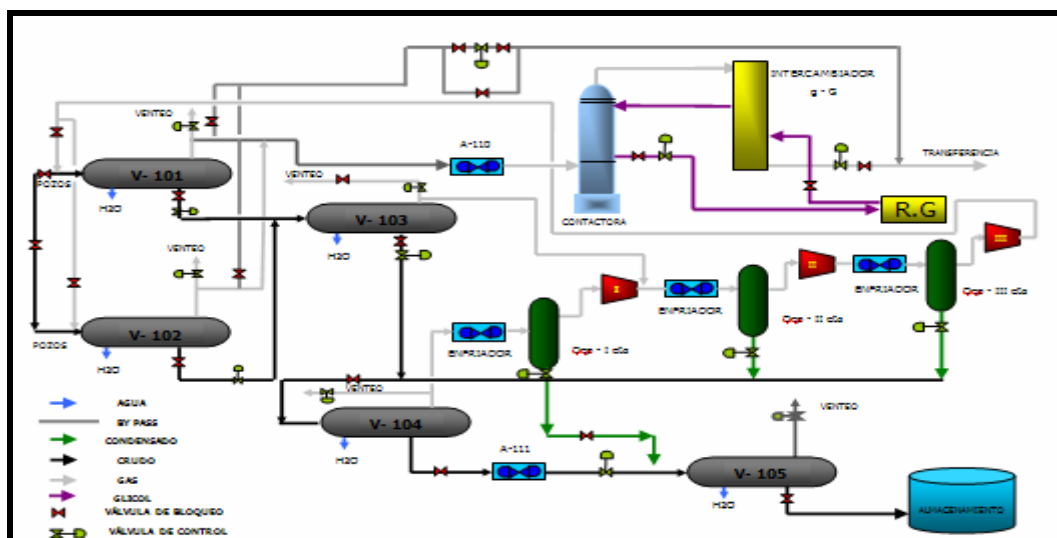 VENTEO
INTERCAMBIADOR
g - G
A-110
V- 101
POZOS
VENTEO
TRANSFERENCIA
H2O
CONTACTORA
R.G
V- 103
VENTEO
H2O
V- 102
POZOS
H2O
ENFRIADOR
ENFRIADOR
ENFRIADOR
I
VENTEO
V- 104
H2O
A-111
VENTEO
V- 105
H2O
ALMACENAMIENTO
AGUA
BY PASS
CONDENSADO
CRUDO
GAS
GLICOL
VÁLVULA DE BLOQUEO
VÁLVULA DE CONTROL